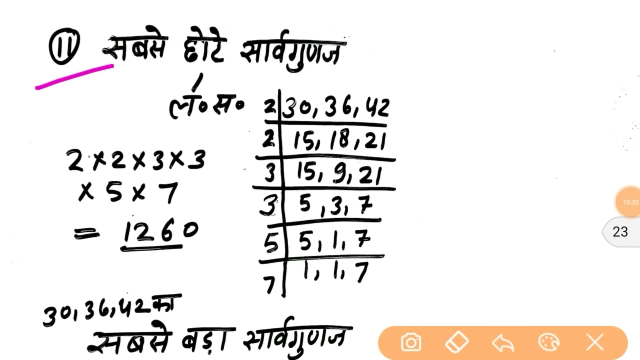 11 सबसे छोटे सार्वगुणज
ल॰स॰
2 | 30, 36, 42
2 | 15, 18, 21
3 | 15, 9, 21
3 | 5, 3, 7
5 | 5, 1, 7
7 | 1, 1, 7
2 × 2 × 3 × 3
× 5 × 7
= 1260
30, 36, 42 का
सबसे बड़ा सार्वगुणज
23